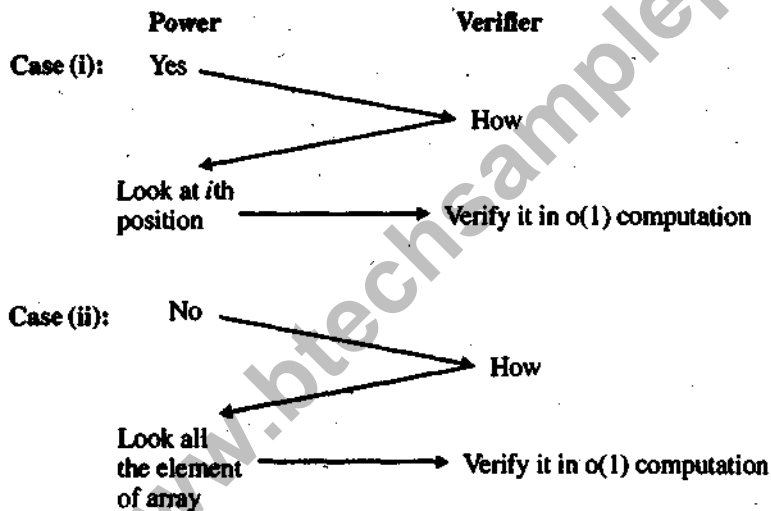 Power Verifier
Case (i): Yes
How
Look at ith
position Verify it in o(1) computation
Case (ii): No
How
Look all
the element Verify it in o(1) computation
of array
www.btechsamplep